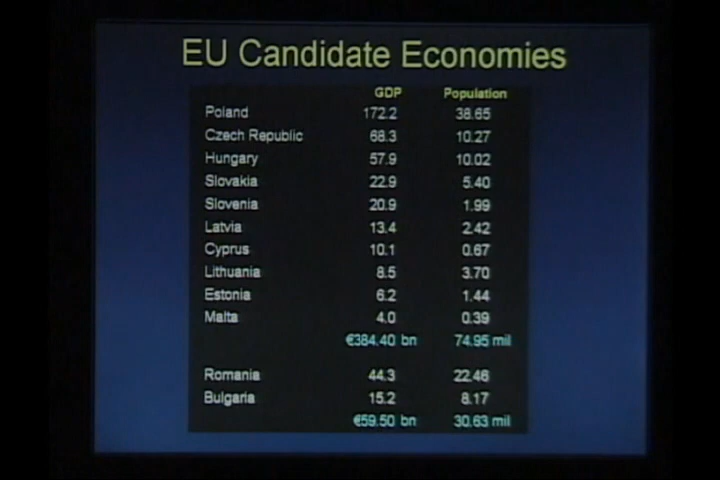 EU Candidate Economies
GDP Population
Poland 172.2 38.65
Czech Republic 68.3 10.27
Hungary 57.9 10.02
Slovakia 22.9 5.40
Slovenia 20.9 1.99
Latvia 13.4 2.42
Cyprus 10.1 0.67
Lithuania 8.5 3.70
Estonia 6.2 1.44
Malta 4.0 0.39
€384.40 bn 74.95 mil
Romania 44.3 22.46
Bulgaria 15.2 8.17
€59.50 bn 30.63 mil